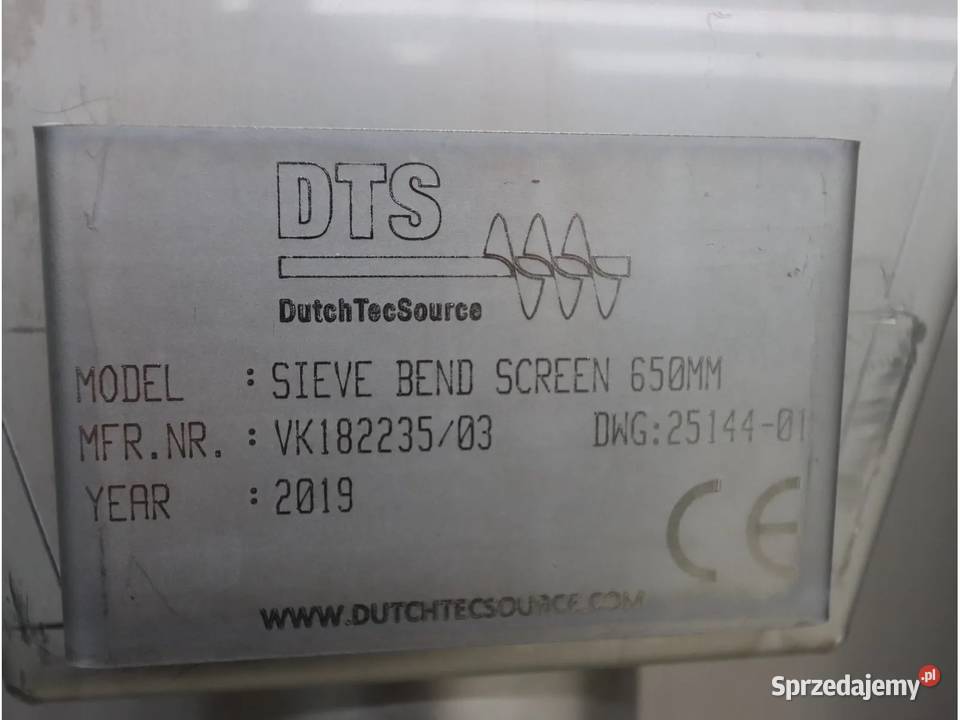 DTS
DutchTecSource
MODEL : SIEVE BEND SCREEN 650MM
MFR.NR. : VK182235/03 DWG:25144-01
YEAR : 2019
CE
WWW.DUTCHTECSOURCE.COM
Sprzedajemy.pl